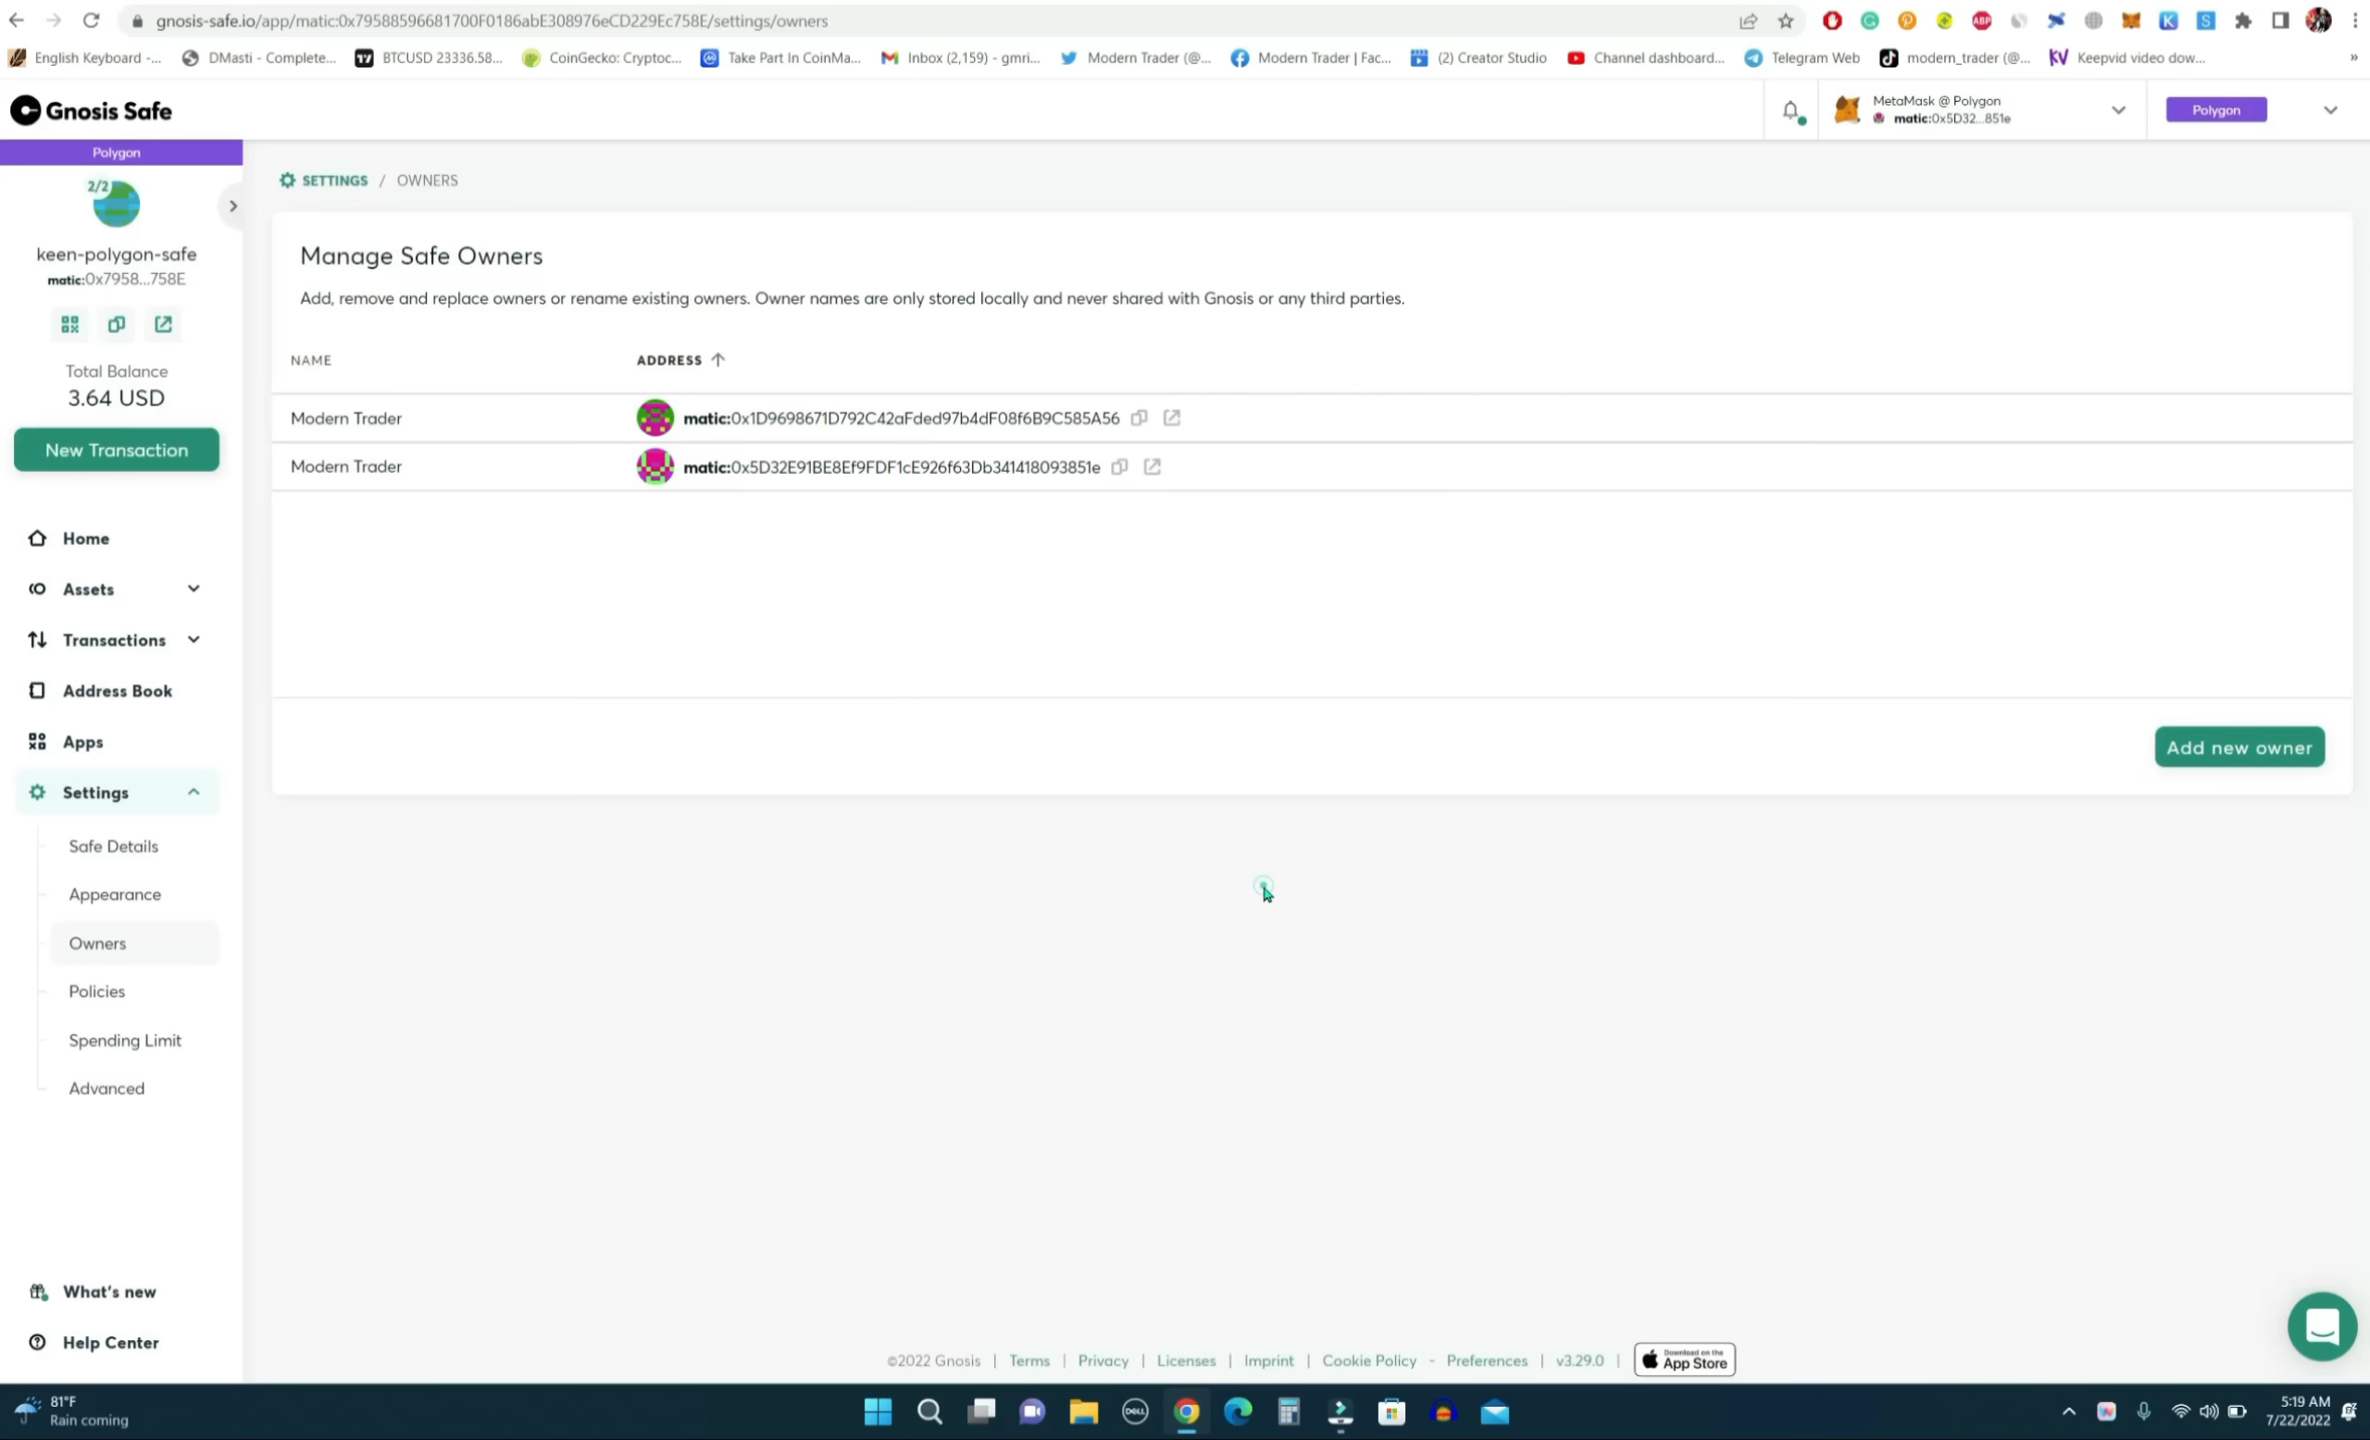 gnosis-safe.io/app/matic:0x79588596681700F0186abE308976eCD229Ec758E/settings/owners
English Keyboard -...
DMasti - Complete...
BTCUSD 23336.58...
CoinGecko: Cryptoc...
Take Part In CoinMa...
Inbox (2,159) - gmri...
Modern Trader (@...
Modern Trader | Fac...
(2) Creator Studio
Channel dashboard...
Telegram Web
modern_trader (@...
Keepvid video dow...
»
Gnosis Safe
MetaMask @ Polygon
matic:0x5D32...851e
Polygon
Polygon
2/2
keen-polygon-safe
matic:0x7958...758E
Total Balance
3.64 USD
New Transaction
Home
Assets
Transactions
Address Book
Apps
Settings
Safe Details
Appearance
Owners
Policies
Spending Limit
Advanced
What's new
Help Center
SETTINGS / OWNERS
Manage Safe Owners
Add, remove and replace owners or rename existing owners. Owner names are only stored locally and never shared with Gnosis or any third parties.
NAME ADDRESS
Modern Trader matic:0x1D9698671D792C42aFded97b4dF08f6B9C585A56
Modern Trader matic:0x5D32E91BE8Ef9FDF1cE926f63Db341418093851e
Add new owner
©2022 Gnosis | Terms | Privacy | Licenses | Imprint | Cookie Policy - Preferences | v3.29.0 |
Download on the
App Store
81°F
Rain coming
DELL
5:19 AM
7/22/2022